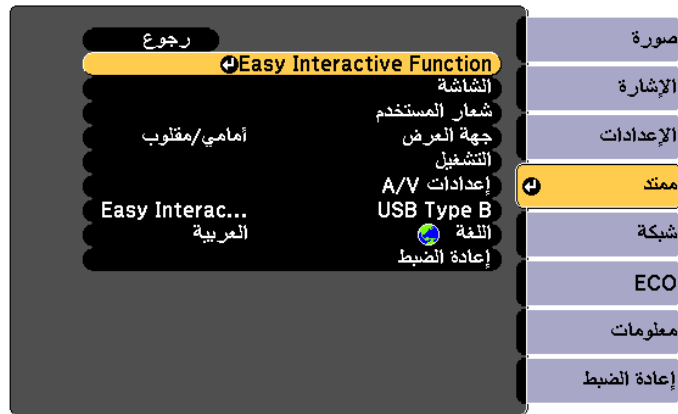 صورة
الإشارة
الإعدادات
ممتد
شبكة
ECO
معلومات
إعادة الضبط
رجوع
Easy Interactive Function
الشاشة
شعار المستخدم
جهة العرض أمامي/مقلوب
التشغيل
إعدادات A/V
USB Type B Easy Interac...
اللغة العربية
إعادة الضبط